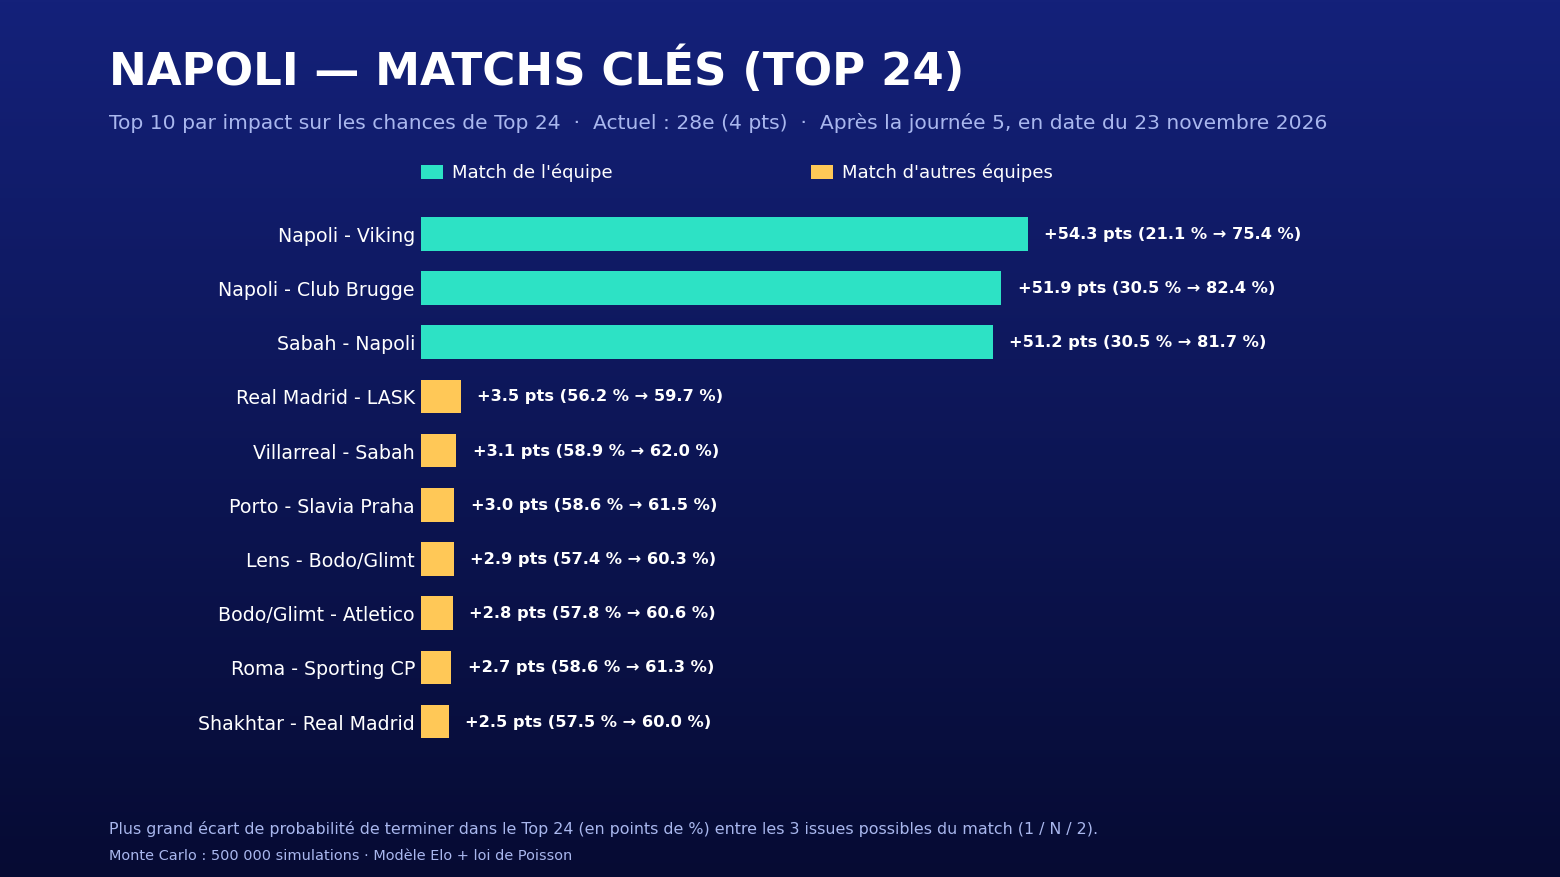 NAPOLI — MATCHS CLÉS (TOP 24)
Top 10 par impact sur les chances de Top 24 · Actuel : 28e (4 pts) · Après la journée 5, en date du 23 novembre 2026
Match de l'équipe Match d'autres équipes
Napoli - Viking +54.3 pts (21.1 % → 75.4 %)
Napoli - Club Brugge +51.9 pts (30.5 % → 82.4 %)
Sabah - Napoli +51.2 pts (30.5 % → 81.7 %)
Real Madrid - LASK +3.5 pts (56.2 % → 59.7 %)
Villarreal - Sabah +3.1 pts (58.9 % → 62.0 %)
Porto - Slavia Praha +3.0 pts (58.6 % → 61.5 %)
Lens - Bodo/Glimt +2.9 pts (57.4 % → 60.3 %)
Bodo/Glimt - Atletico +2.8 pts (57.8 % → 60.6 %)
Roma - Sporting CP +2.7 pts (58.6 % → 61.3 %)
Shakhtar - Real Madrid +2.5 pts (57.5 % → 60.0 %)
Plus grand écart de probabilité de terminer dans le Top 24 (en points de %) entre les 3 issues possibles du match (1 / N / 2).
Monte Carlo : 500 000 simulations · Modèle Elo + loi de Poisson